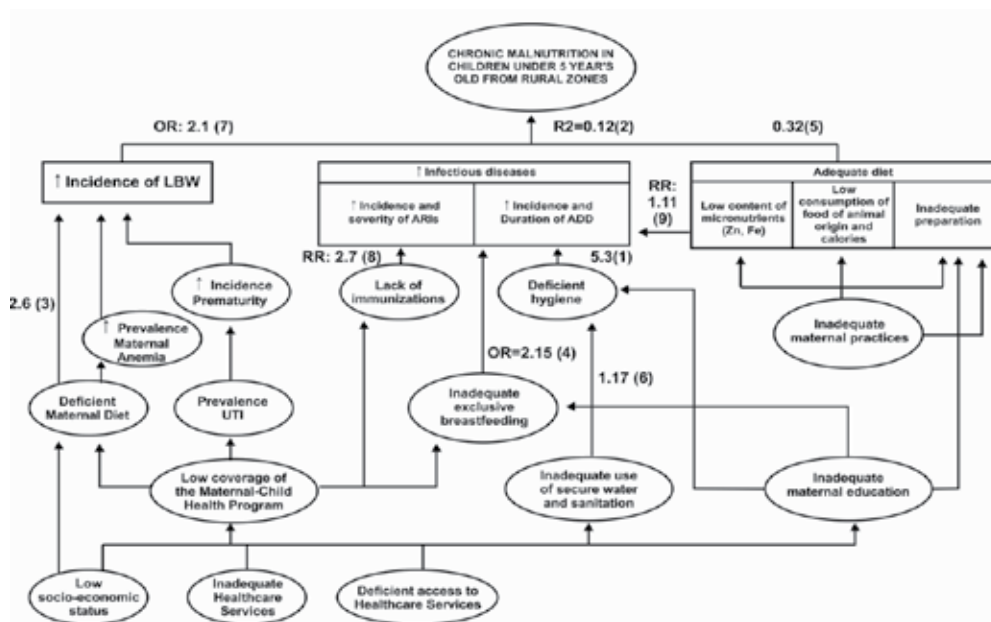 CHRONIC MALNUTRITION IN
CHILDREN UNDER 5 YEAR'S
OLD FROM RURAL ZONES
OR: 2.1 (7)
R2=0.12(2)
0.32(5)
↑ Incidence of LBW
↑ Infectious diseases
↑ Incidence and
severity of ARIs
↑ Incidence and
Duration of ADD
RR:
1.11
(9)
Adequate diet
Low content of
micronutrients
(Zn, Fe)
Low
consumption of
food of animal
origin and
calories
Inadequate
preparation
2.6 (3)
↑ Incidence
Prematurity
RR: 2.7 (8)
Lack of
immunizations
5.3(1)
Deficient
hygiene
↑ Prevalence
Maternal
Anemia
Inadequate
maternal practices
OR=2.15 (4)
1.17 (6)
Deficient
Maternal Diet
Prevalence
UTI
Inadequate
exclusive
breastfeeding
Low coverage of
the Maternal-Child
Health Program
Inadequate use
of secure water
and sanitation
Inadequate
maternal education
Low
socio-economic
status
Inadequate
Healthcare
Services
Deficient access to
Healthcare Services